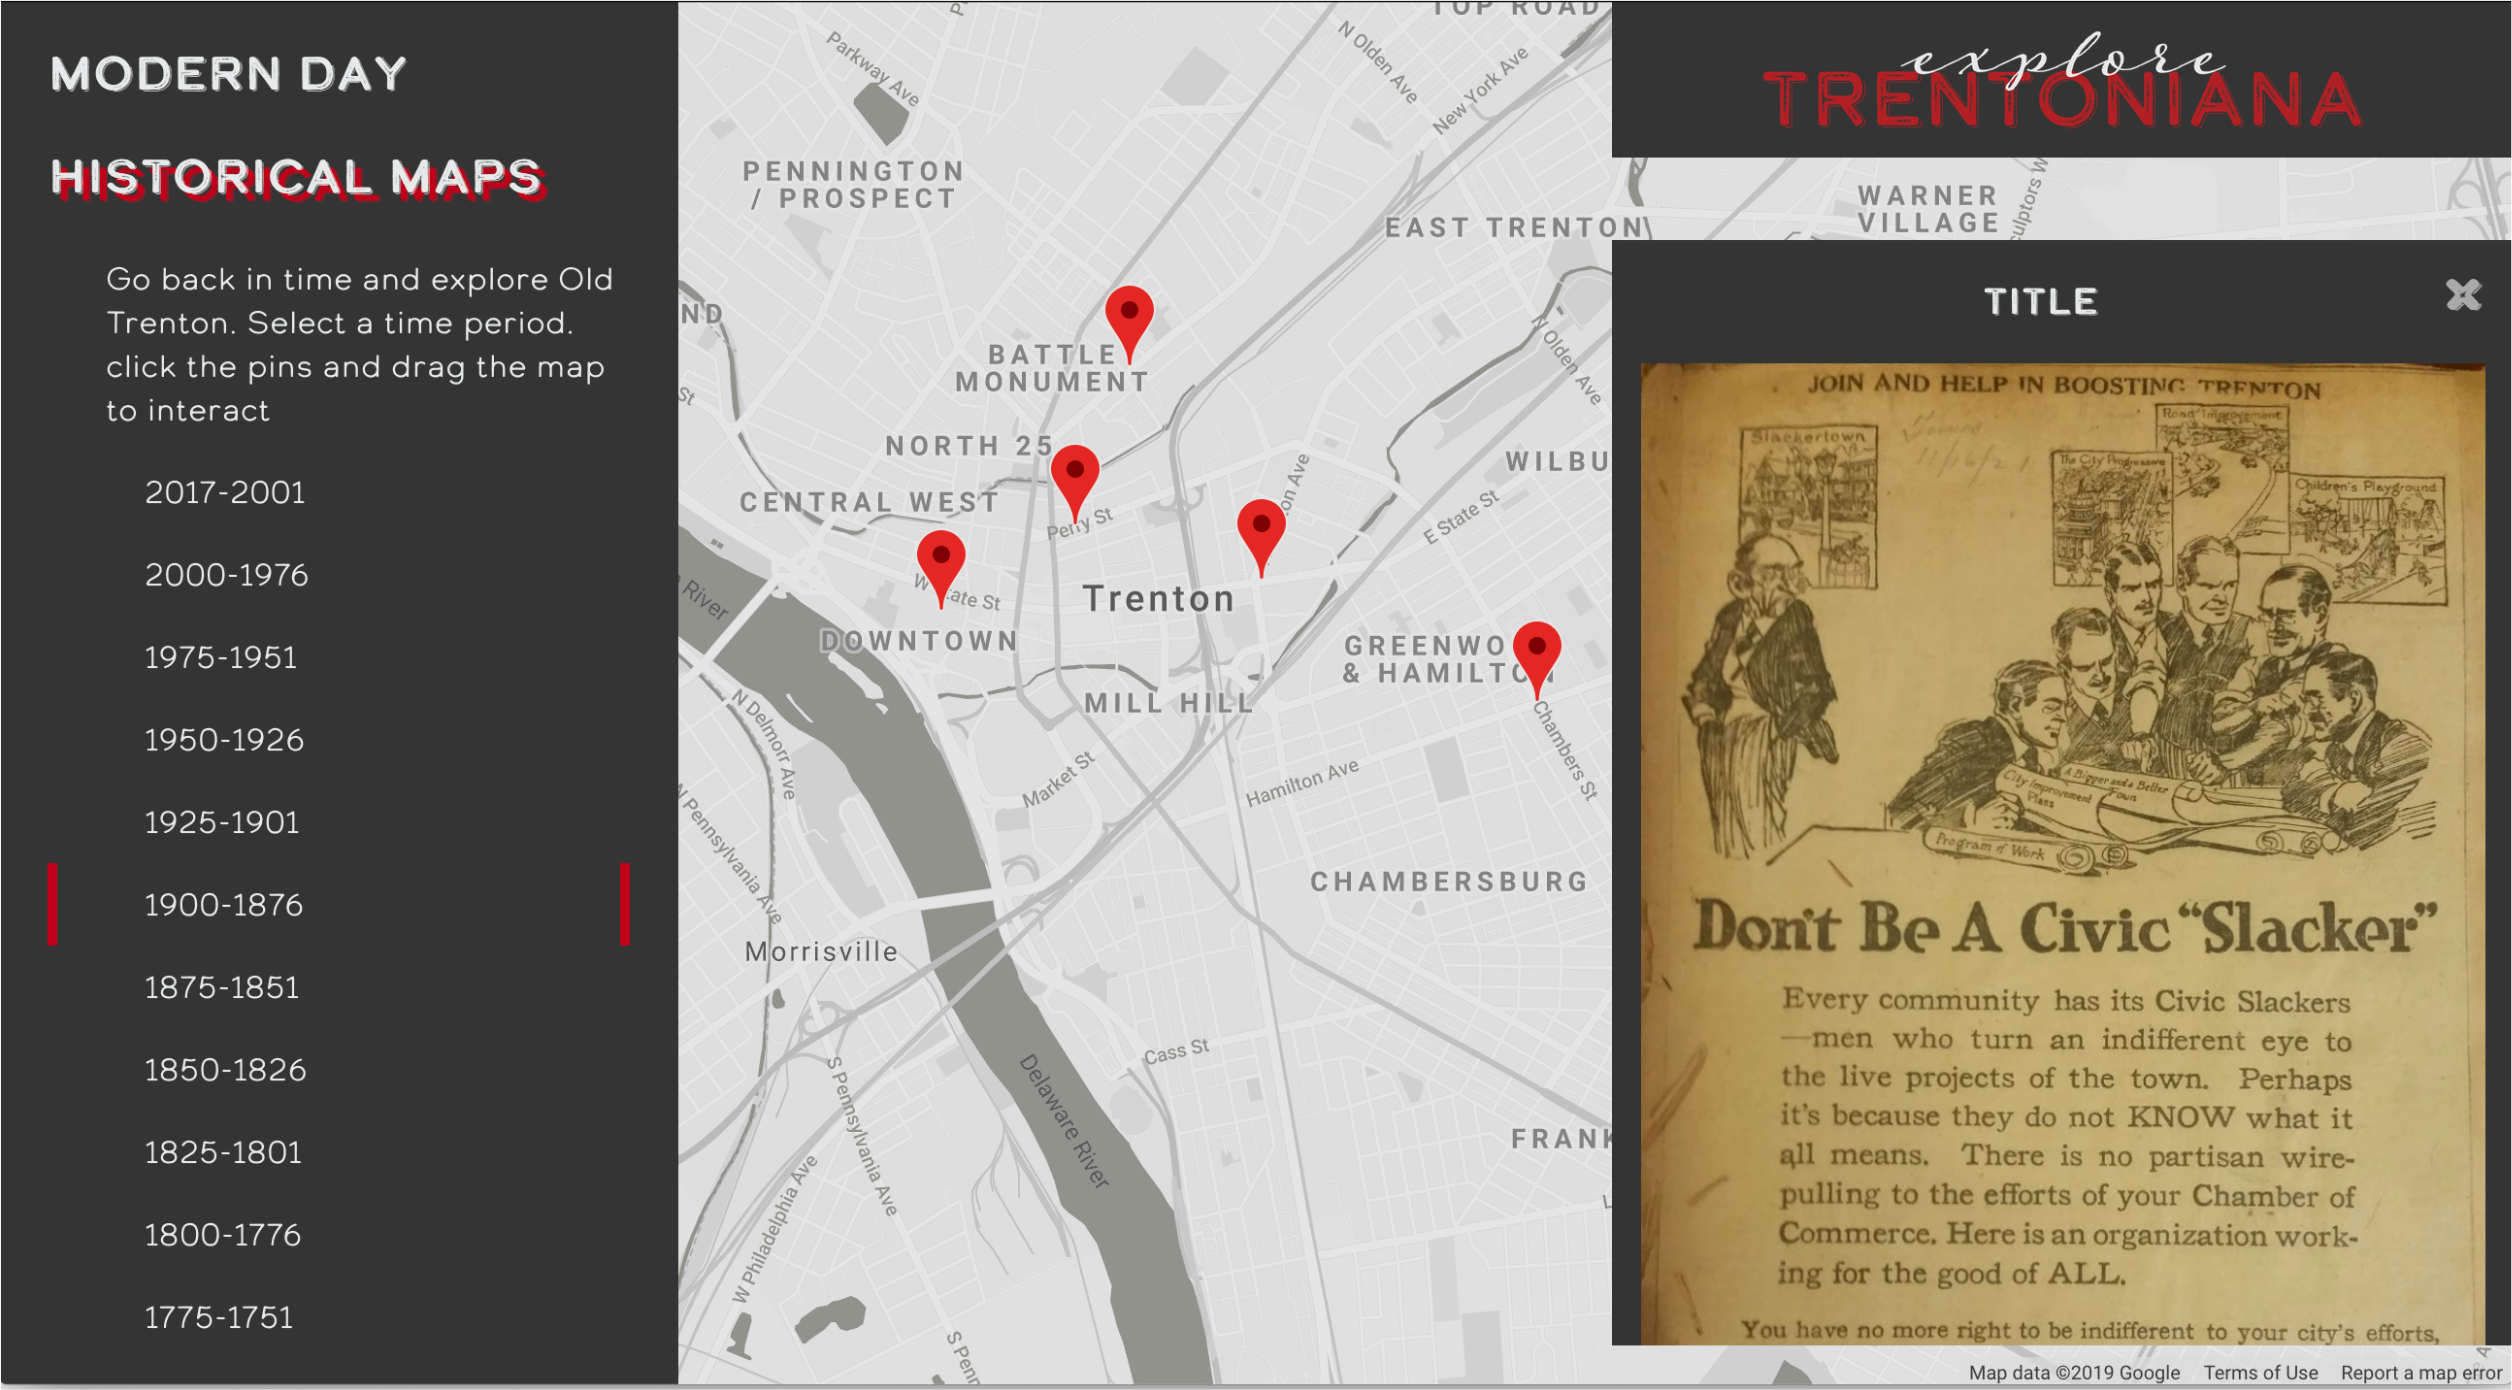 MODERN DAY
HISTORICAL MAPS
Go back in time and explore Old
Trenton. Select a time period.
click the pins and drag the map
to interact
2017-2001
2000-1976
1975-1951
1950-1926
1925-1901
1900-1876
1875-1851
1850-1826
1825-1801
1800-1776
1775-1751
TOP ROAD
Parkway Ave
N Olden Ave
New York Ave
PENNINGTON
/ PROSPECT
EAST TRENTON
ND
BATTLE
MONUMENT
St
N Olden Ave
NORTH 25
WILBU
CENTRAL WEST
on Ave
E State St
Perry St
River
W State St
Trenton
DOWNTOWN
GREENWO
& HAMILTON
MILL HILL
N Delmorr Ave
Chambers St
Market St
Hamilton Ave
N Pennsylvania Ave
CHAMBERSBURG
Morrisville
Cass St
Delaware River
S Pennsylvania Ave
FRANK
W Philadelphia Ave
S Penn
explore
TRENTONIANA
WARNER
VILLAGE
culptors W
TITLE
JOIN AND HELP IN BOOSTING TRENTON
Slackertown
Road Improvement
The City Progressive
Children's Playground
11/16/21
City Improvement
Plans
A Bigger and a Better
Town
Program of Work
Don't Be A Civic “Slacker”
Every community has its Civic Slackers
—men who turn an indifferent eye to
the live projects of the town. Perhaps
it's because they do not KNOW what it
all means. There is no partisan wire-
pulling to the efforts of your Chamber of
Commerce. Here is an organization work-
ing for the good of ALL.
You have no more right to be indifferent to your city's efforts,
Map data ©2019 Google
Terms of Use
Report a map error